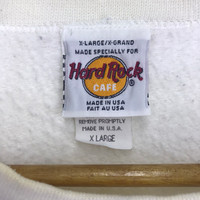 X-LARGE/X-GRAND
MADE SPECIALLY FOR
Hard Rock
CAFE
MADE IN USA
FAIT AU USA
REMOVE PROMPTLY
MADE IN U.S.A.
X LARGE